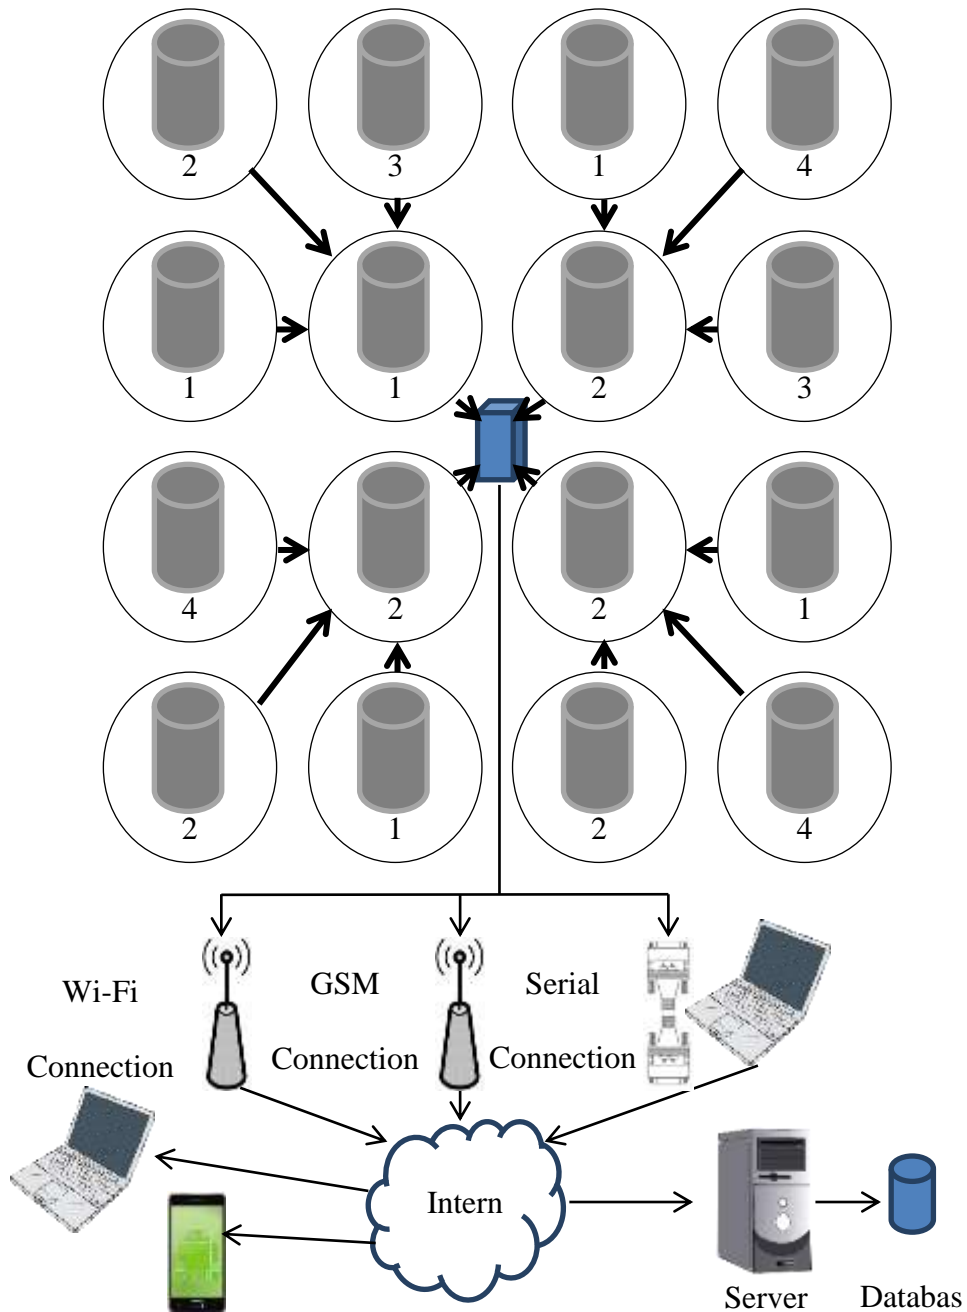 2 3 1 4
1 1 2 3
4 2 2 1
2 1 2 4
Wi-Fi GSM Serial
Connection Connection Connection
Intern
Server Databas